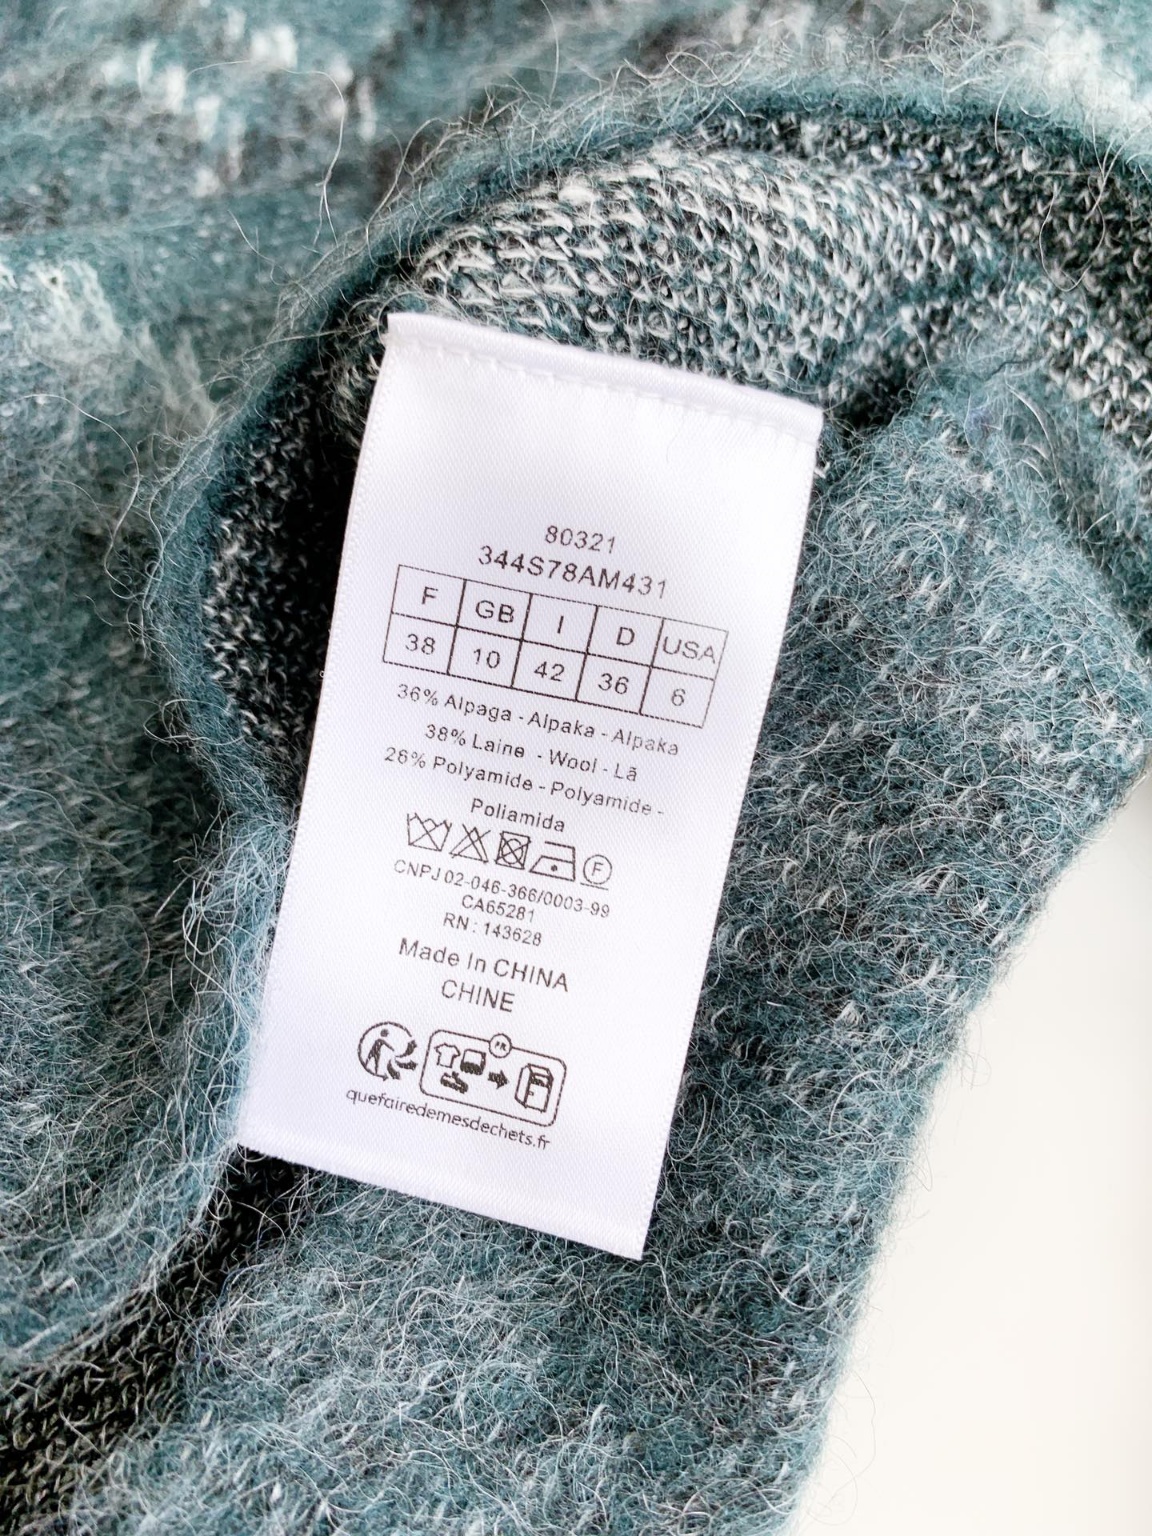 80321
344S78AM431
F GB I D USA
38 10 42 36 6
36% Alpaga - Alpaka - Alpaka
38% Laine - Wool - Lã
26% Polyamide - Polyamide -
Poliamida
F
CNPJ 02-046-366/0003-99
CA65281
RN : 143628
Made In CHINA
CHINE
FR
quefairedemesdechets.fr